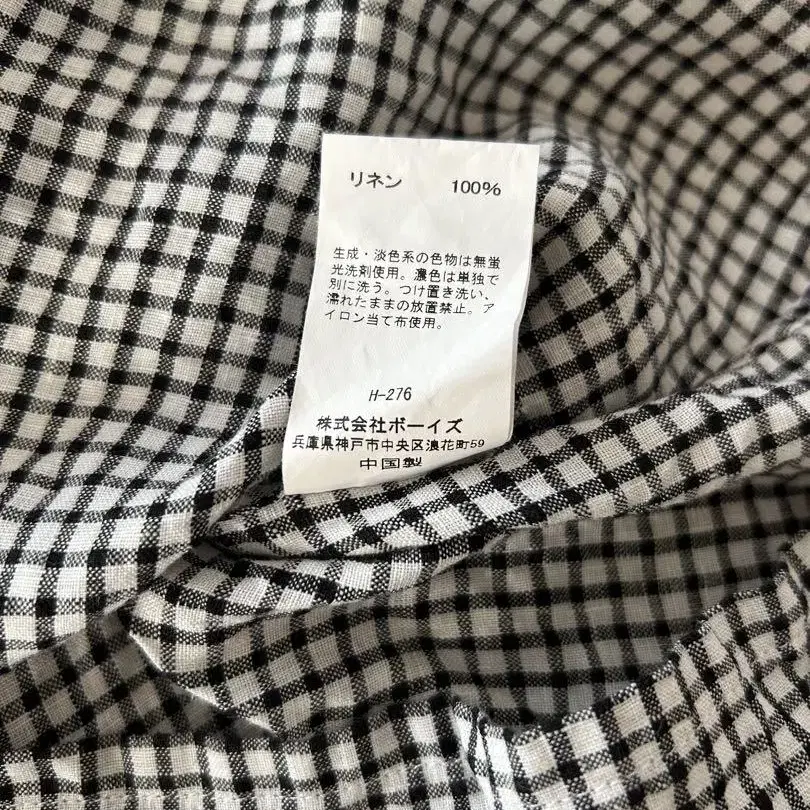 リネン 100%
生成・淡色系の色物は無蛍
光洗剤使用。濃色は単独で
別に洗う。つけ置き洗い、
濡れたままの放置禁止。ア
イロン当て布使用。
H-276
株式会社ボーイズ
兵庫県神戸市中央区浪花町59
中国製